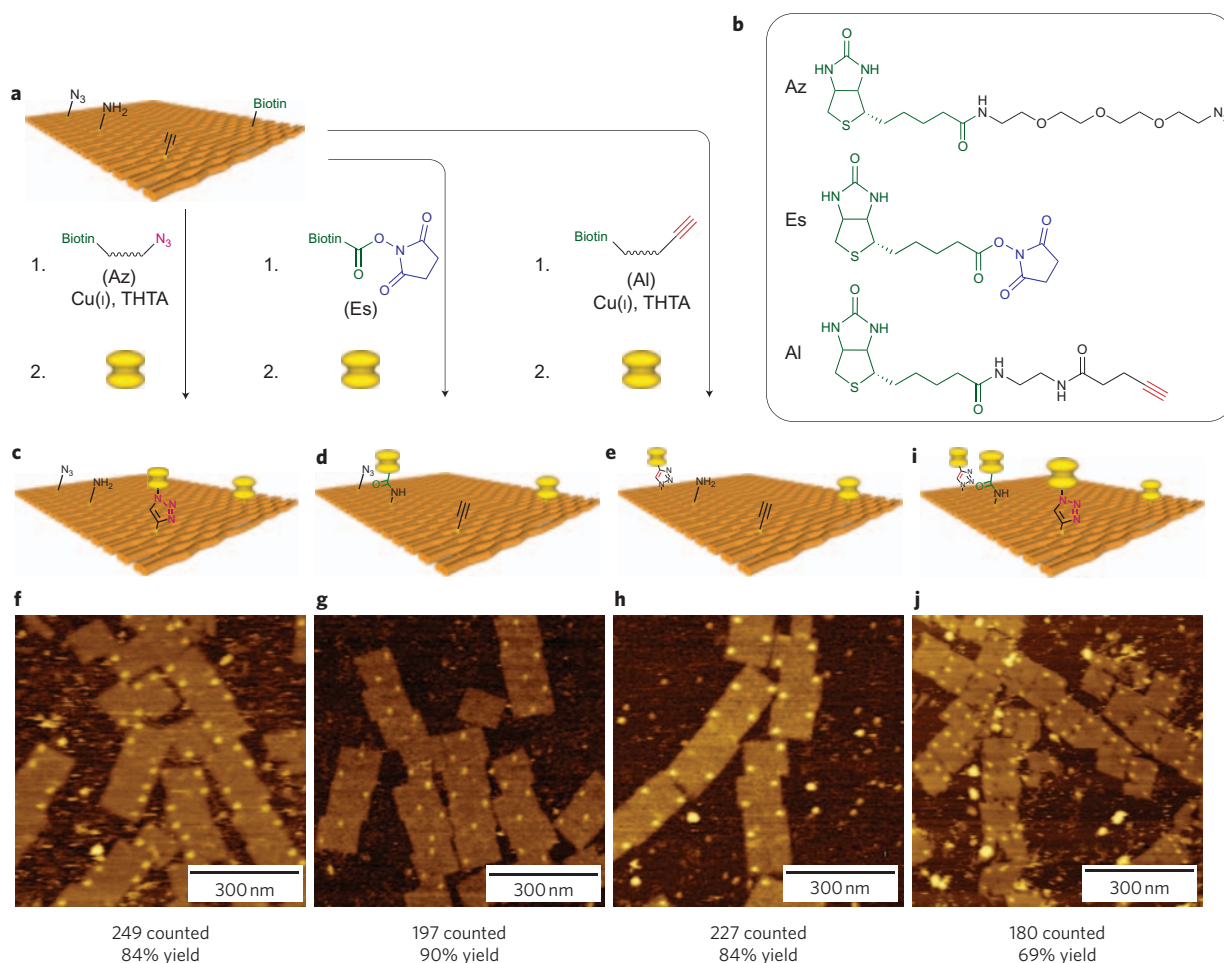 a
N3
NH2
Biotin
1.
Biotin
N3
(Az)
Cu(I), THTA
2.
1.
Biotin
O
O
N
O
O
(Es)
2.
1.
Biotin
(Al)
Cu(I), THTA
2.
b
Az
O
HN
NH
S
O
H
N
O
O
O
Es
O
HN
NH
S
O
O
N
O
O
Al
O
HN
NH
S
O
H
N
N
H
O
c
N3
NH2
N
N
N
d
N3
O
NH
e
N
N
N
NH2
i
N
N
N
O
NH
N
N
N
f
300 nm
249 counted
84% yield
g
300 nm
197 counted
90% yield
h
300 nm
227 counted
84% yield
j
300 nm
180 counted
69% yield